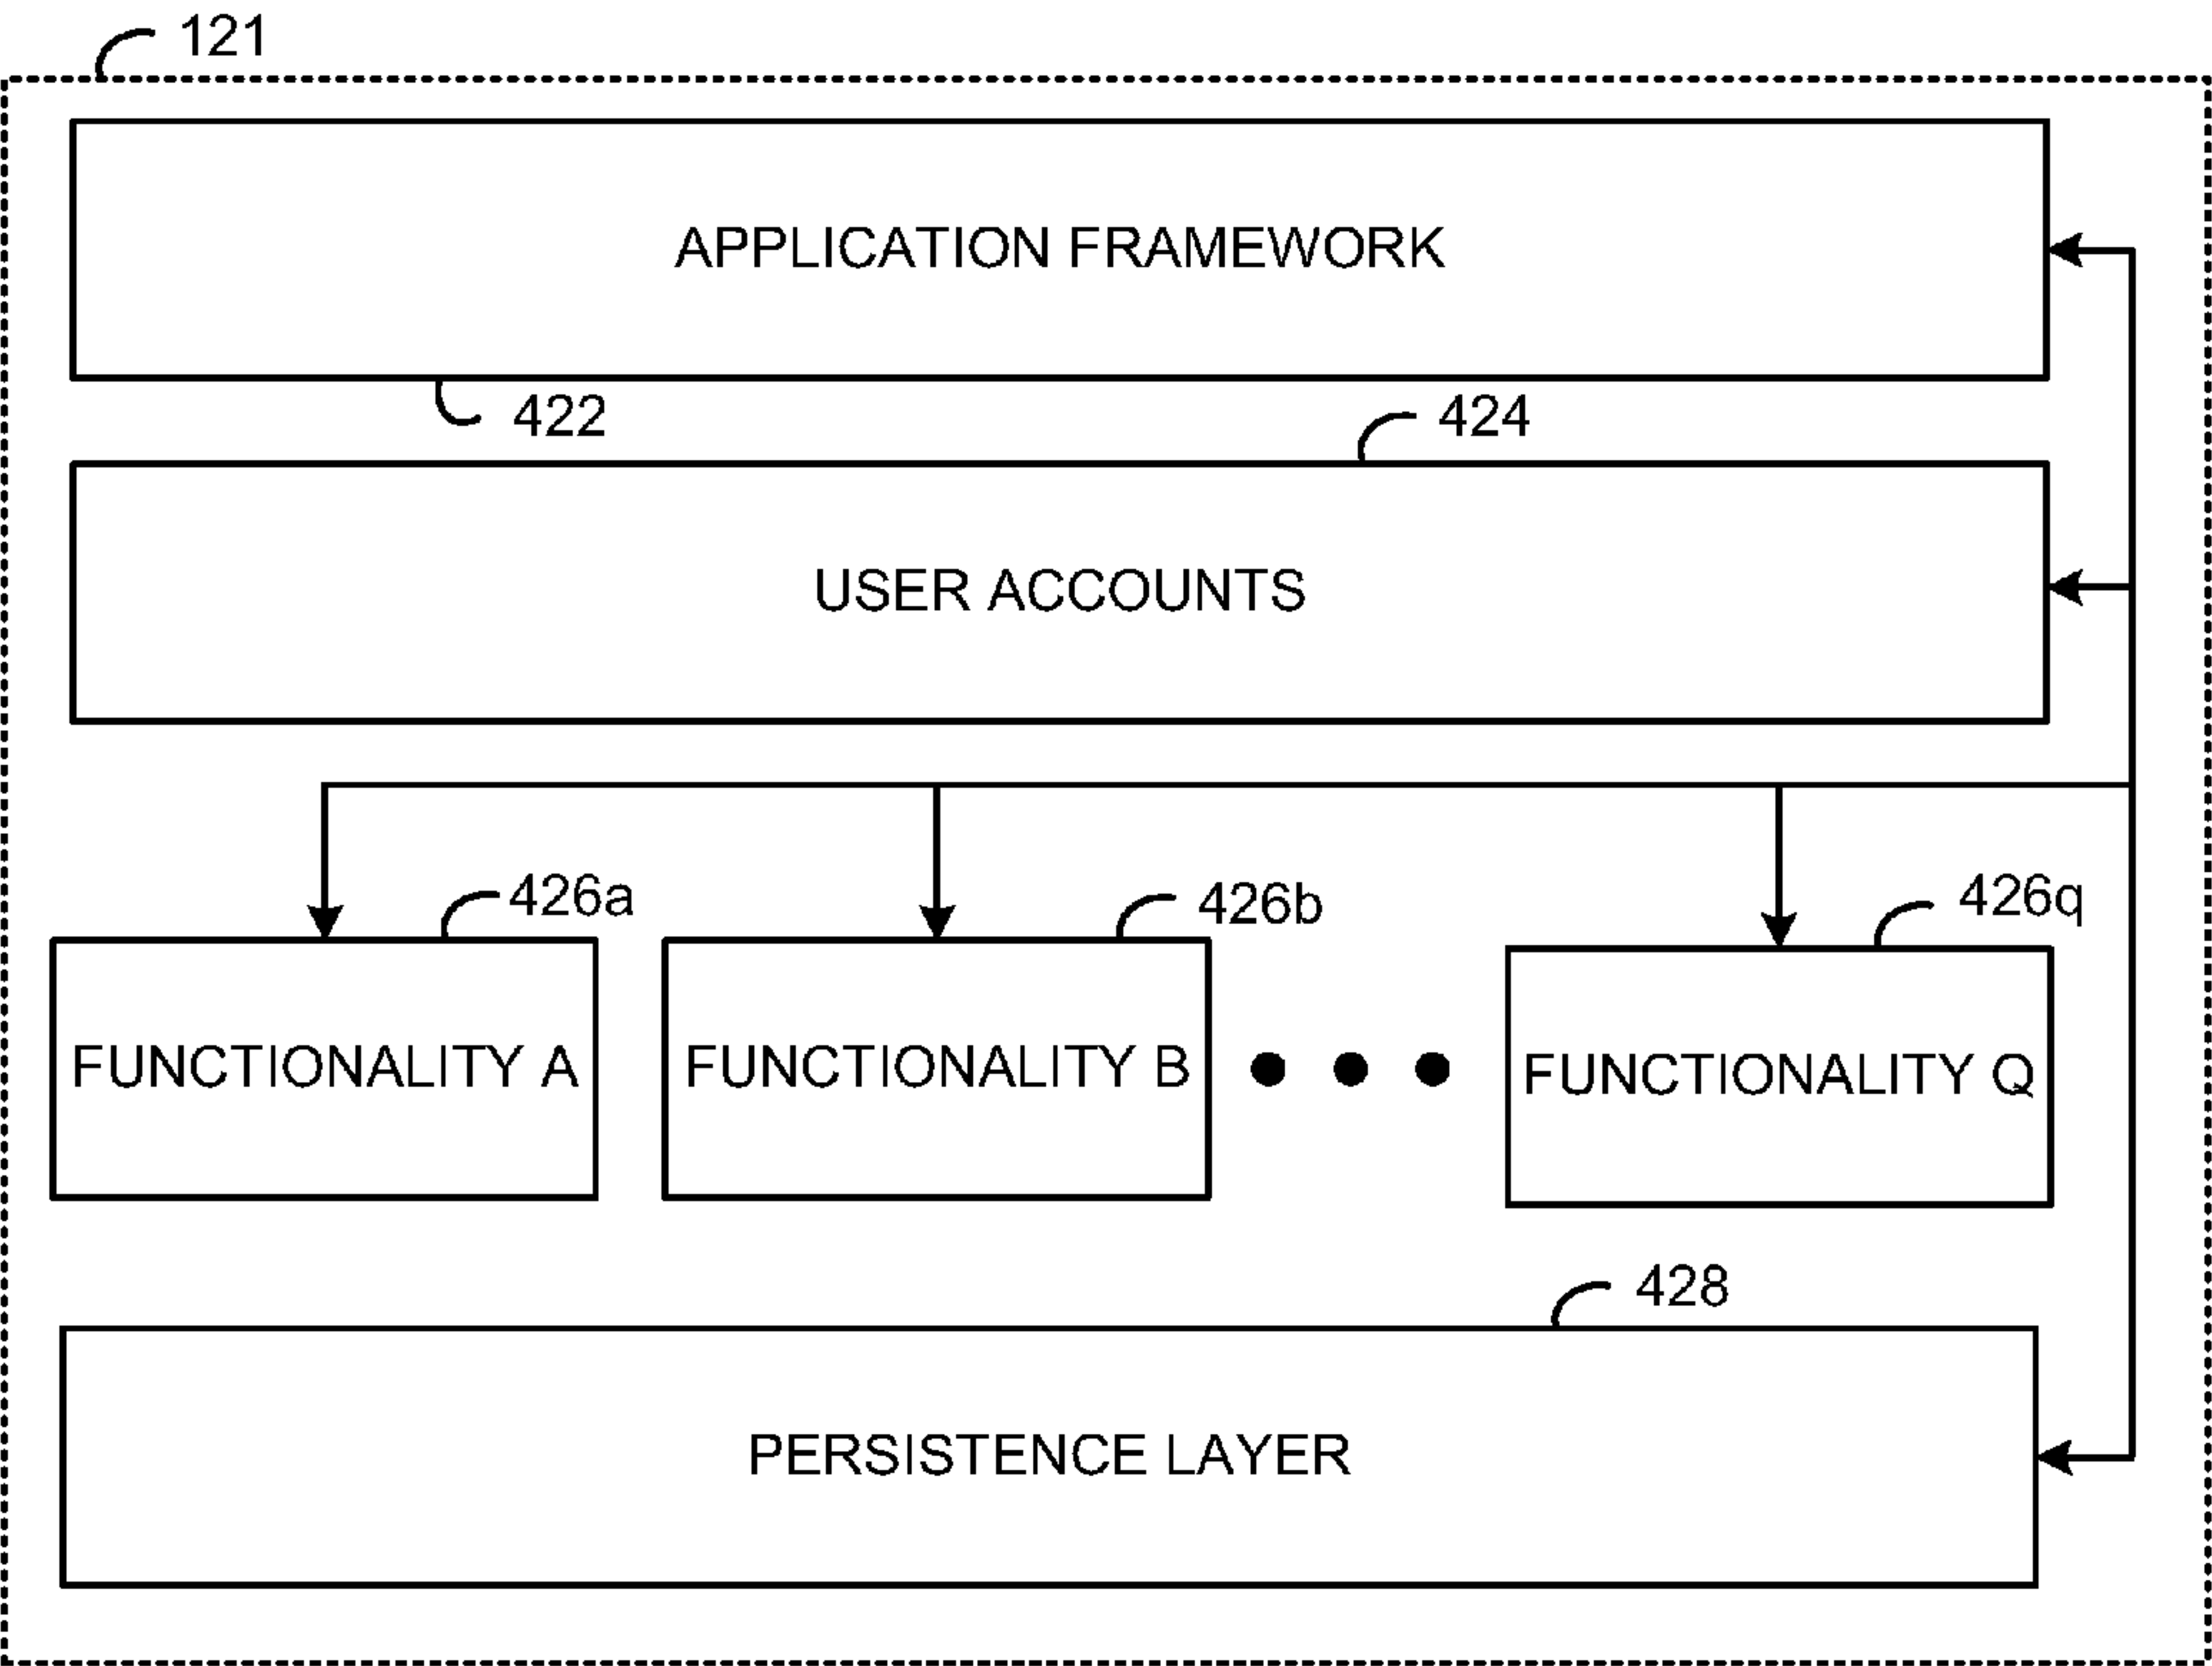 121
APPLICATION FRAMEWORK
422
424
USER ACCOUNTS
426a
426b
426q
FUNCTIONALITY A
FUNCTIONALITY B
FUNCTIONALITY Q
428
PERSISTENCE LAYER